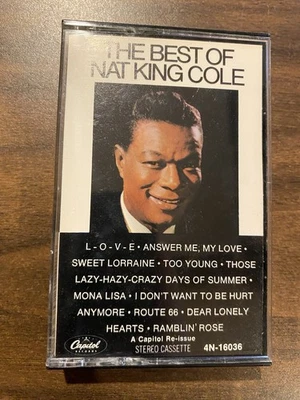 THE BEST OF
NAT KING COLE
L-O-V-E • ANSWER ME, MY LOVE •
SWEET LORRAINE • TOO YOUNG • THOSE
LAZY-HAZY-CRAZY DAYS OF SUMMER •
MONA LISA • I DON'T WANT TO BE HURT
ANYMORE • ROUTE 66 • DEAR LONELY
HEARTS • RAMBLIN' ROSE
A Capitol Re-issue
Capitol
RECORDS
STEREO CASSETTE 4N-16036